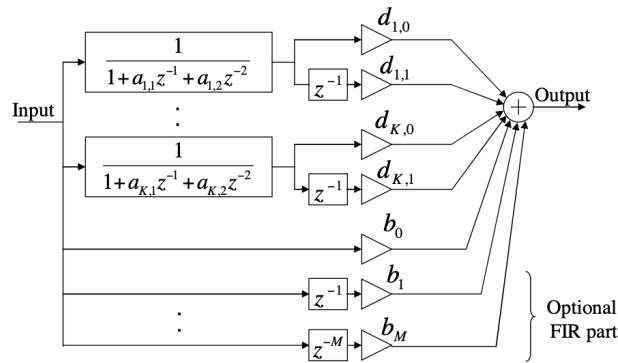 Input
1
1+a_{1,1}z^{-1}+a_{1,2}z^{-2}
d_{1,0}
z^{-1}
d_{1,1}
1
1+a_{K,1}z^{-1}+a_{K,2}z^{-2}
d_{K,0}
z^{-1}
d_{K,1}
+
Output
b_0
z^{-1}
b_1
z^{-M}
b_M
Optional
FIR part